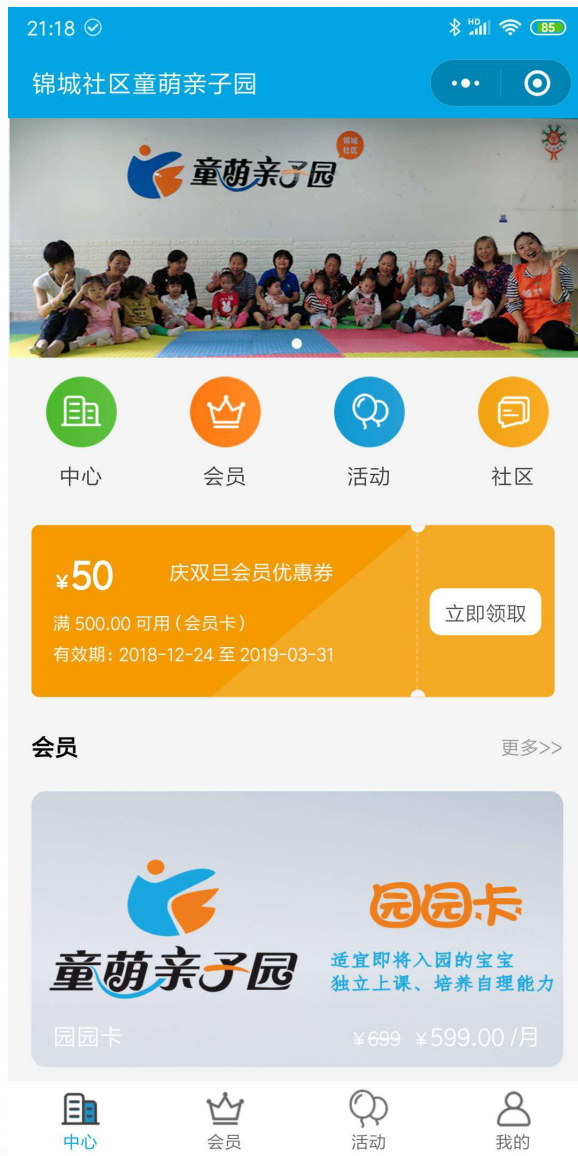 21:18
HD
85
锦城社区童萌亲子园
童萌亲子园
锦城
社区
中心
会员
活动
社区
¥50
庆双旦会员优惠券
满 500.00 可用(会员卡)
有效期: 2018-12-24 至 2019-03-31
立即领取
会员
更多>>
童萌亲子园
园园卡
适宜即将入园的宝宝
独立上课、培养自理能力
园园卡
¥699 ¥599.00 /月
中心
会员
活动
我的